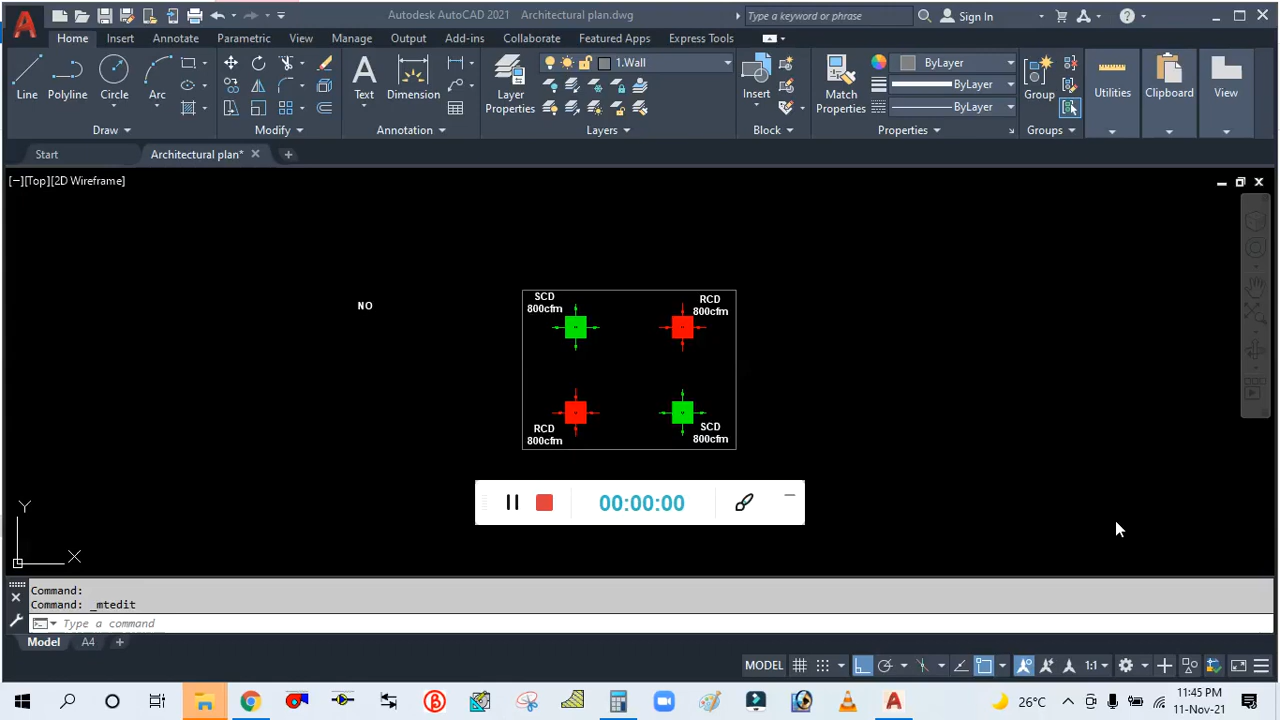 Autodesk AutoCAD 2021 Architectural plan.dwg
Type a keyword or phrase
Sign In
Home Insert Annotate Parametric View Manage Output Add-ins Collaborate Featured Apps Express Tools
Line Polyline Circle Arc
Draw
Modify
Text Dimension
Annotation
Layer Properties
1.Wall
Layers
Insert
Block
Match Properties
ByLayer
ByLayer
ByLayer
Properties
Group
Groups
Utilities Clipboard View
Start Architectural plan*
[−][Top][2D Wireframe]
NO
SCD
800cfm
RCD
800cfm
RCD
800cfm
SCD
800cfm
00:00:00
Y
X
Command:
Command: _mtedit
Type a command
Model A4
MODEL 1:1
26°C
11:45 PM
11-Nov-21